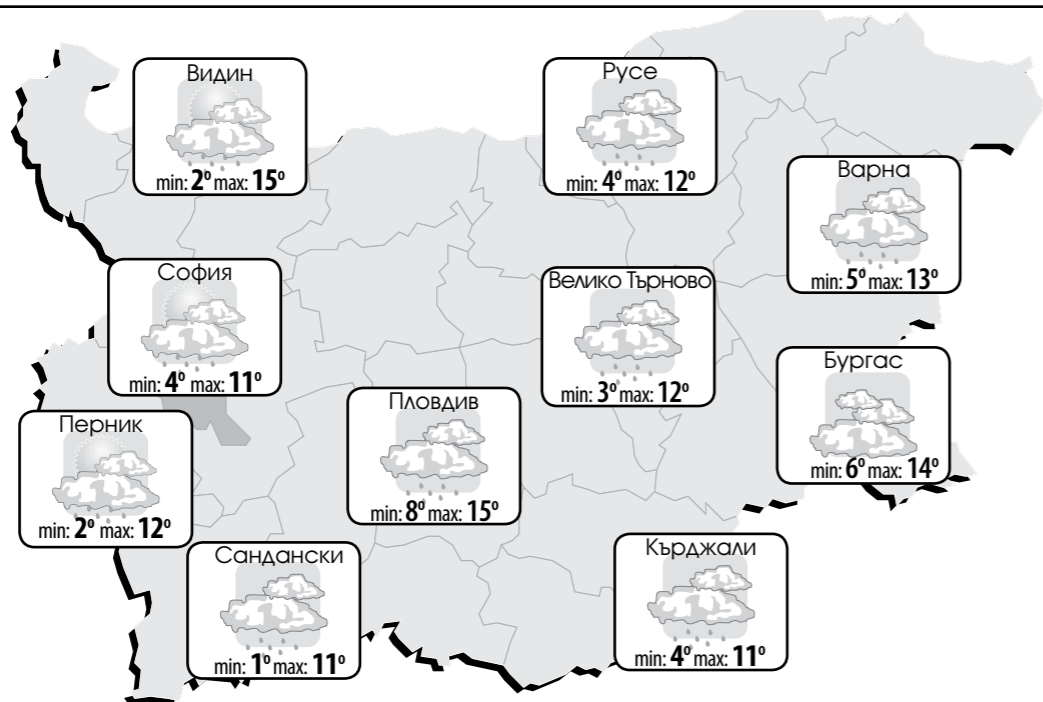 Видин
min: 2° max: 15°
Русе
min: 4° max: 12°
Варна
min: 5° max: 13°
София
min: 4° max: 11°
Велико Търново
min: 3° max: 12°
Бургас
min: 6° max: 14°
Пловдив
min: 8° max: 15°
Перник
min: 2° max: 12°
Сандански
min: 1° max: 11°
Кърджали
min: 4° max: 11°